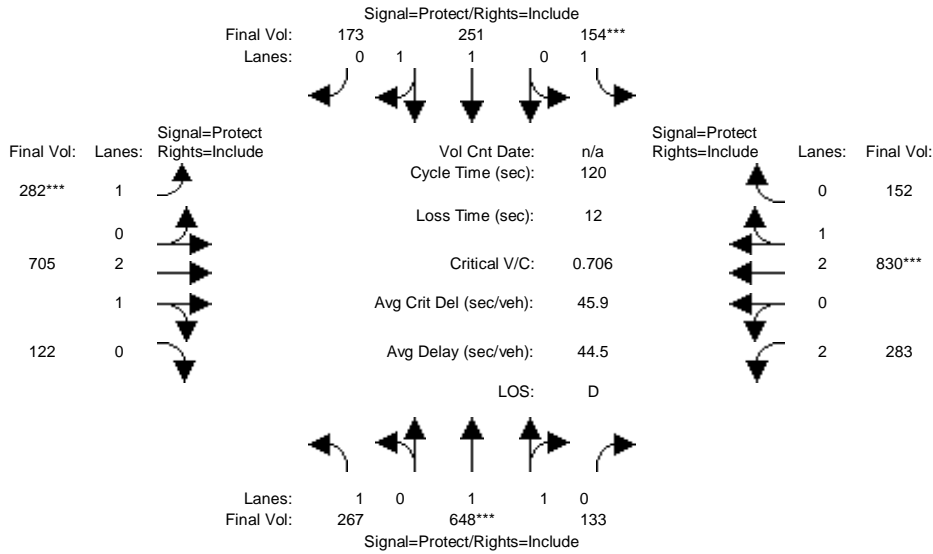 Signal=Protect/Rights=Include
Final Vol: 173 251 154***
Lanes: 0 1 1 0 1
Signal=Protect
Final Vol: Lanes: Rights=Include
Vol Cnt Date: n/a
Signal=Protect
Rights=Include Lanes: Final Vol:
Cycle Time (sec): 120
282*** 1
0 152
Loss Time (sec): 12
0
1
705 2
Critical V/C: 0.706
2 830***
1
Avg Crit Del (sec/veh): 45.9
0
122 0
Avg Delay (sec/veh): 44.5
2 283
LOS: D
Lanes: 1 0 1 1 0
Final Vol: 267 648*** 133
Signal=Protect/Rights=Include